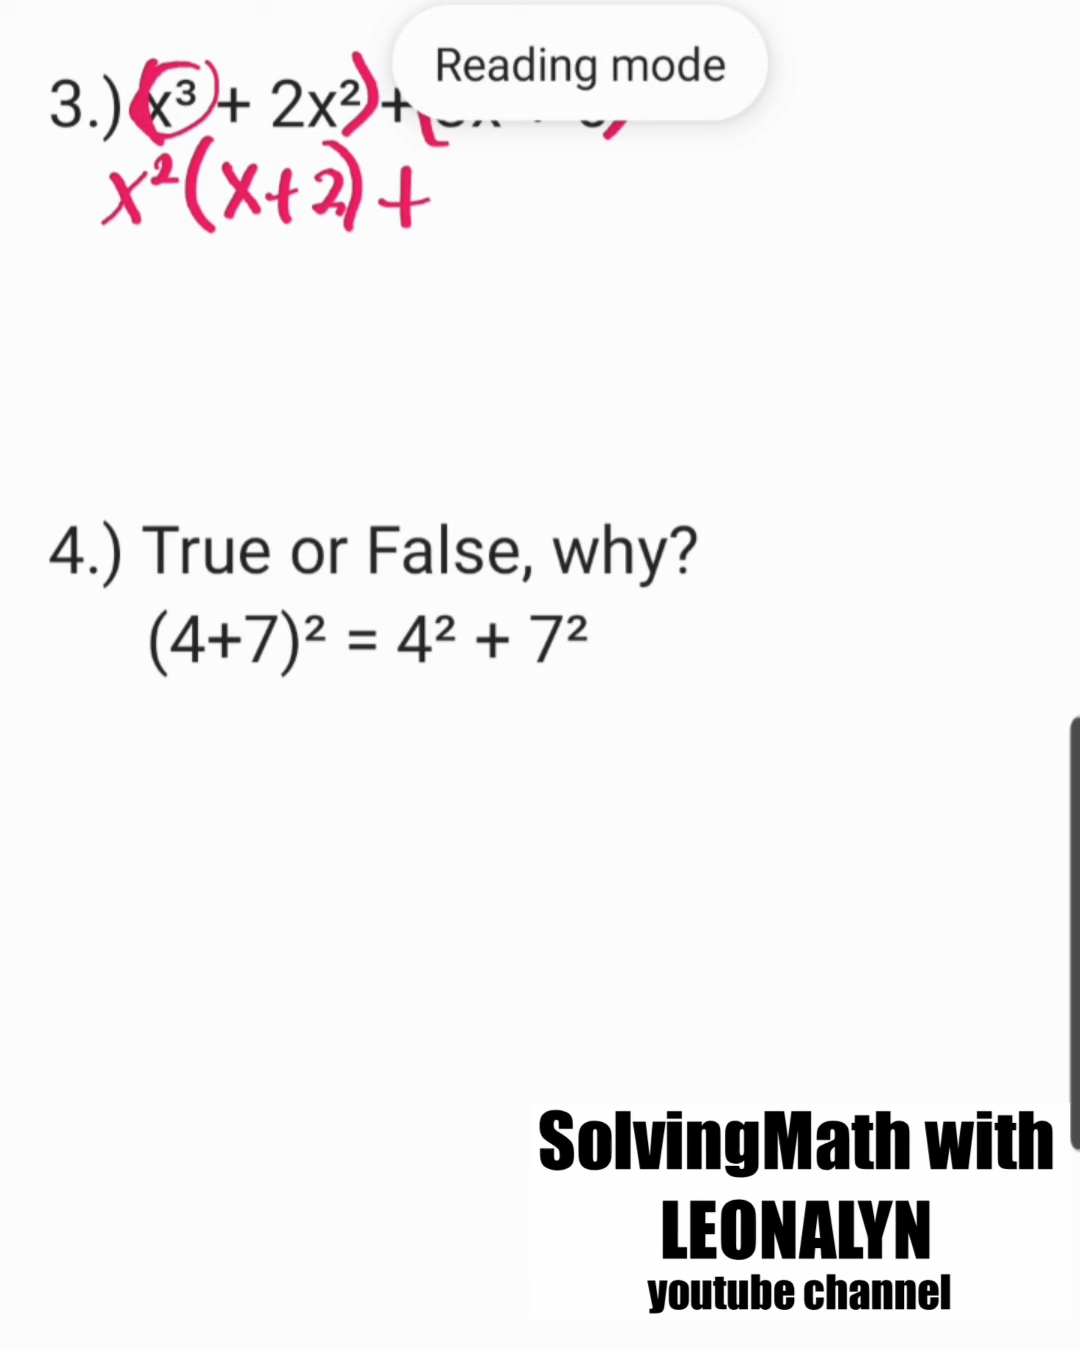 Reading mode
3.) (x³ + 2x²) +
x²(x+2) +
4.) True or False, why?
(4+7)² = 4² + 7²
SolvingMath with
LEONALYN
youtube channel